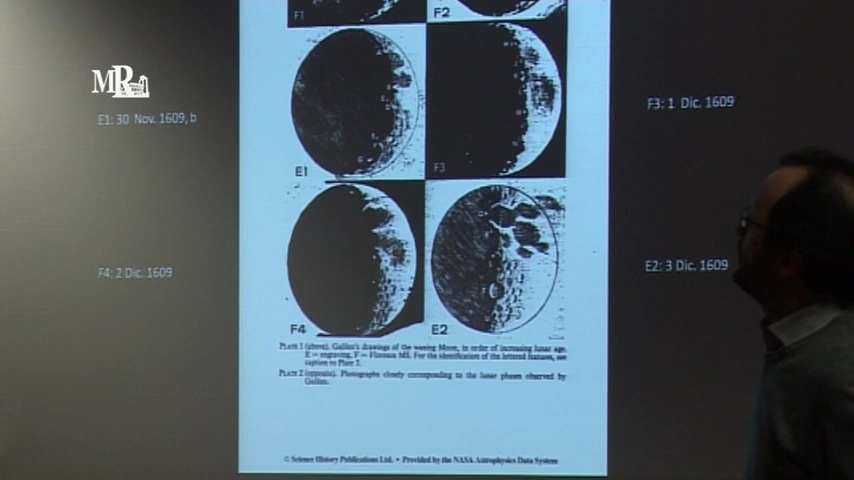 F1
F2
MR
E1: 30 Nov. 1609, b
F3: 1 Dic. 1609
E1
F3
F4: 2 Dic. 1609
E2: 3 Dic. 1609
F4
E2
PLATE 1 (above). Galileo's drawings of the waxing Moon, in order of increasing lunar age.
E = engraving, F = Florence MS. For the identification of the lettered features, see
caption to Plate 3.
PLATE 2 (opposite). Photographs closely corresponding to the lunar phases observed by
Galileo.
© Science History Publications Ltd. • Provided by the NASA Astrophysics Data System